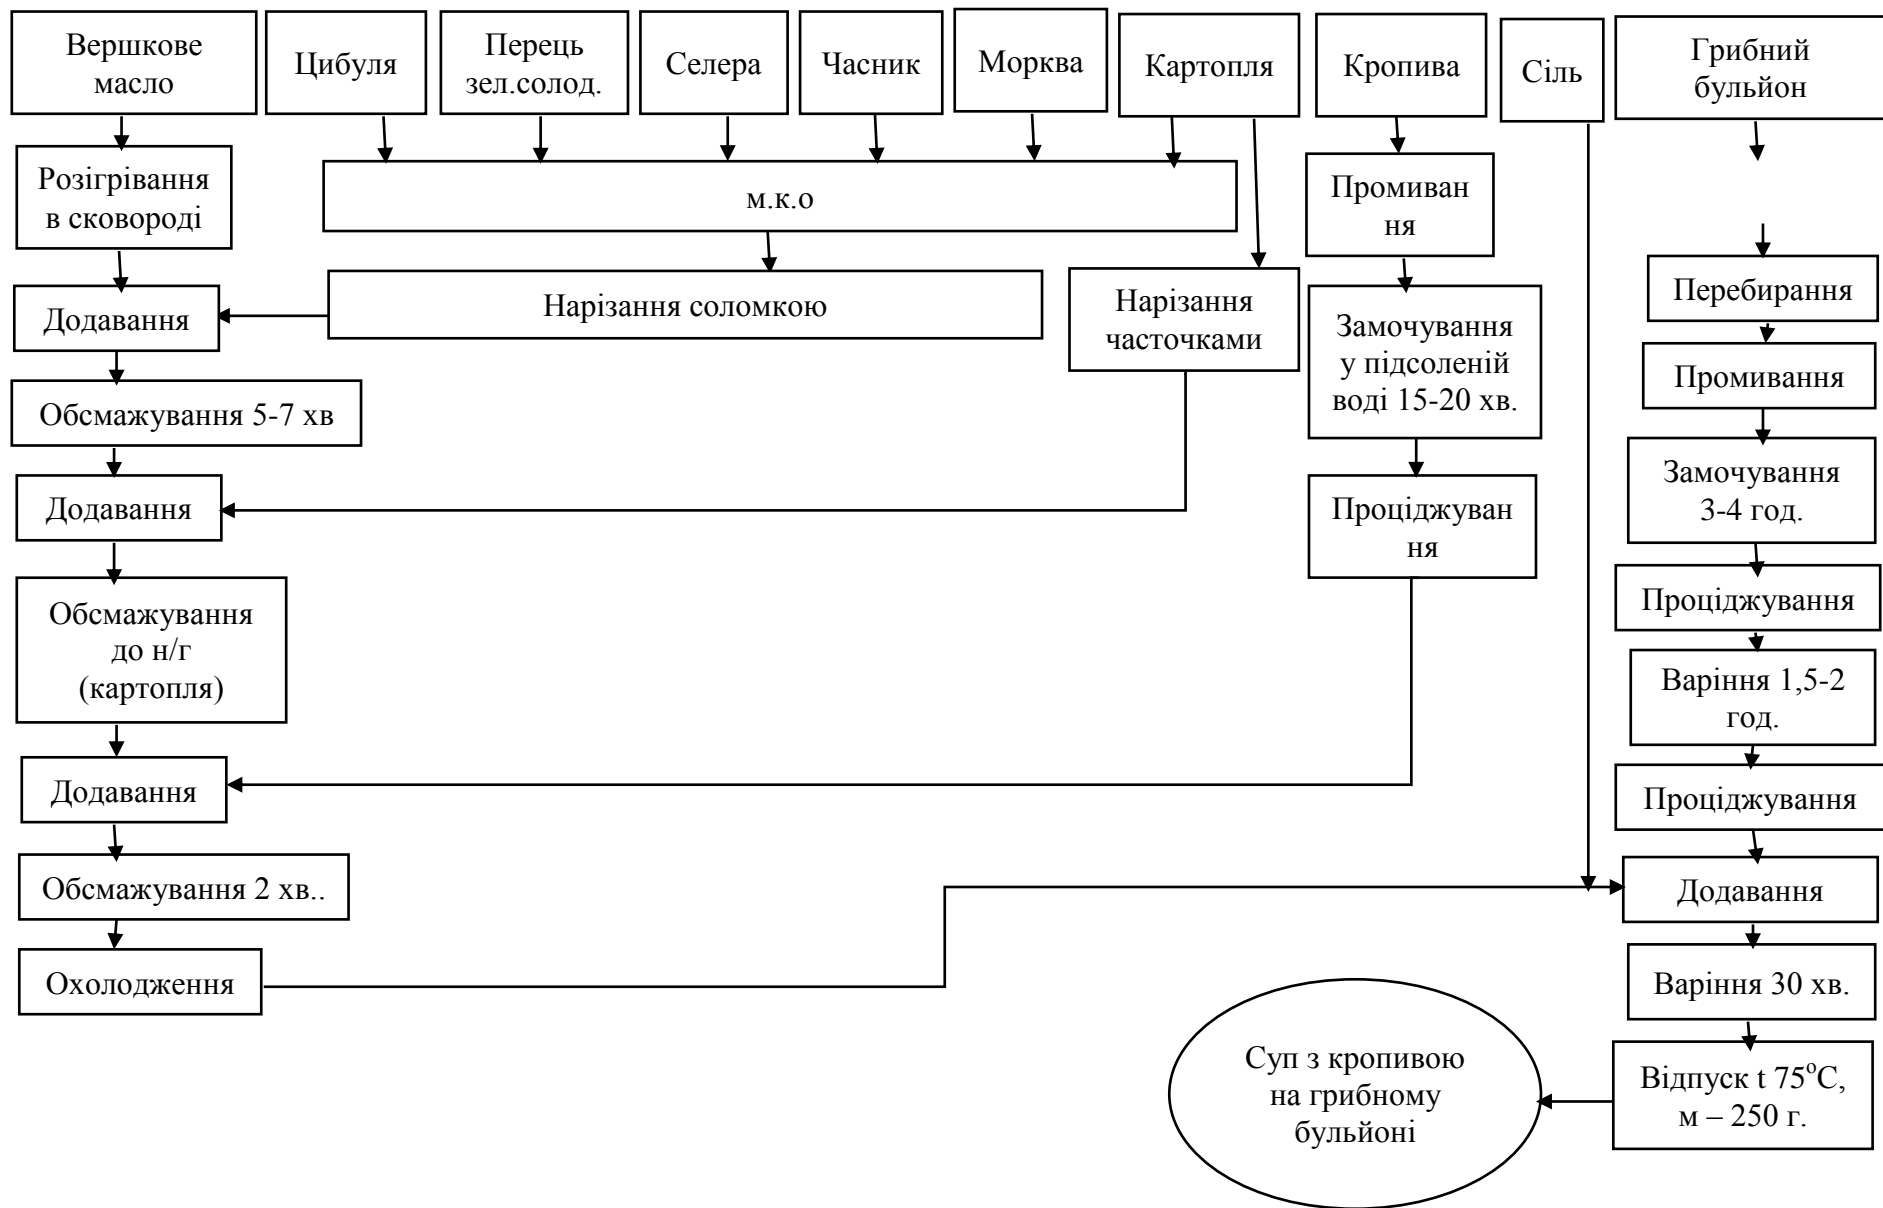 Вершкове
масло
Цибуля
Перець
зел.солод.
Селера
Часник
Морква
Картопля
Кропива
Сіль
Грибний
бульйон
Розігрівання
в сковороді
м.к.о
Промиван
ня
Нарізання соломкою
Нарізання
часточками
Перебирання
Додавання
Замочування
у підсоленій
воді 15-20 хв.
Промивання
Обсмажування 5-7 хв
Замочування
3-4 год.
Додавання
Проціджуван
ня
Проціджування
Обсмажування
до н/г
(картопля)
Варіння 1,5-2
год.
Додавання
Проціджування
Обсмажування 2 хв..
Додавання
Охолодження
Варіння 30 хв.
Суп з кропивою
на грибному
бульйоні
Відпуск t 75°С,
м – 250 г.